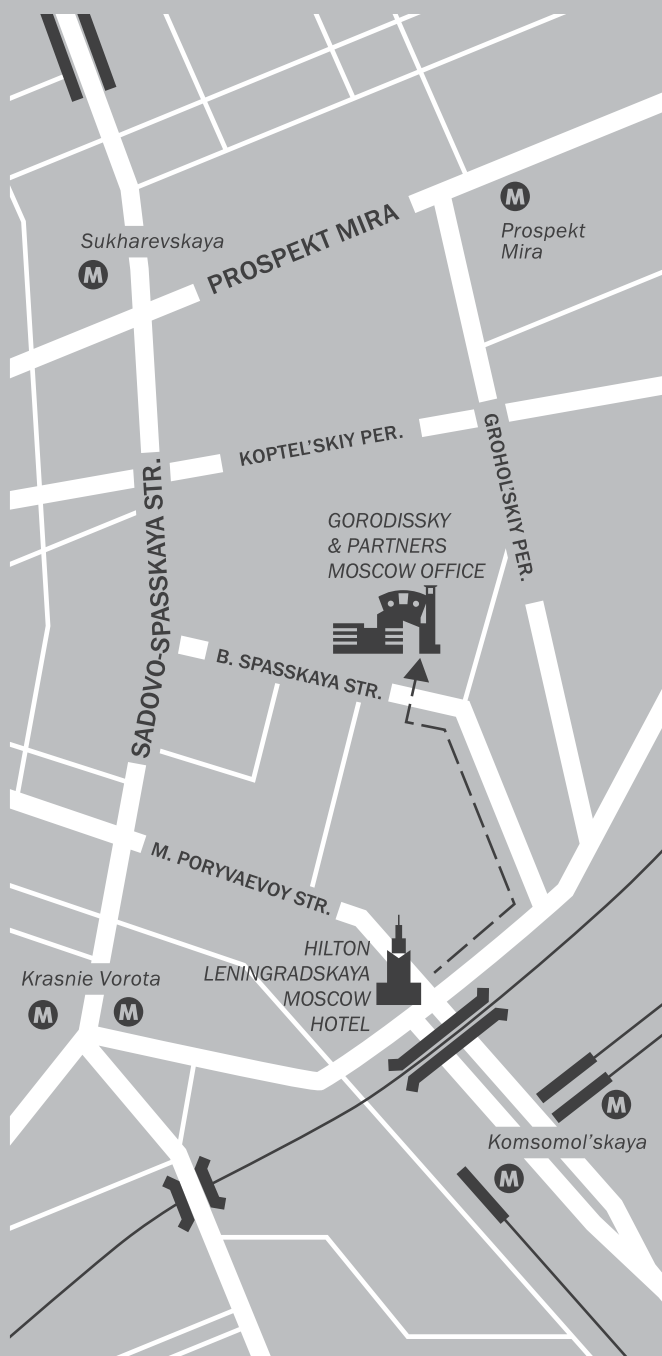 Sukharevskaya
M
PROSPEKT MIRA
M
Prospekt
Mira
KOPTEL'SKIY PER.
GROHOL'SKIY PER.
SADOVO-SPASSKAYA STR.
GORODISSKY
& PARTNERS
MOSCOW OFFICE
B. SPASSKAYA STR.
M. PORYVAEVOY STR.
HILTON
LENINGRADSKAYA
MOSCOW
HOTEL
Krasnie Vorota
M
M
M
Komsomol'skaya
M